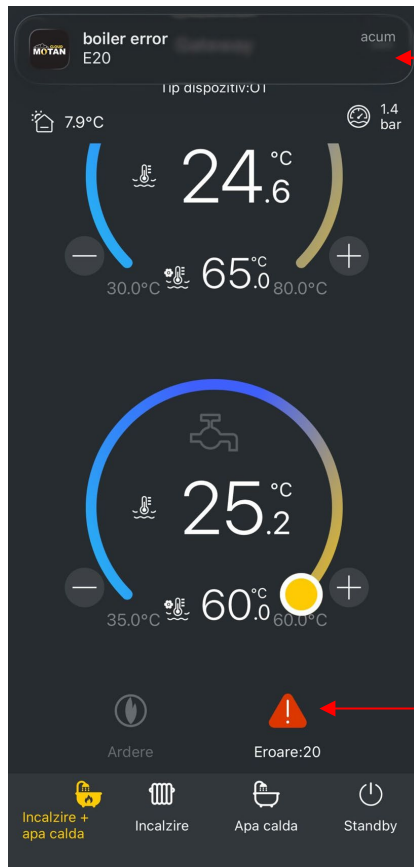 MOTAN
boiler error
acum
E20
Gateway
Tip dispozitiv:OT
7.9°C
1.4
bar
24.6 °C
65.0 °C
30.0°C
80.0°C
25.2 °C
60.0 °C
35.0°C
60.0°C
Ardere
Eroare:20
Incalzire +
apa calda
Incalzire
Apa calda
Standby